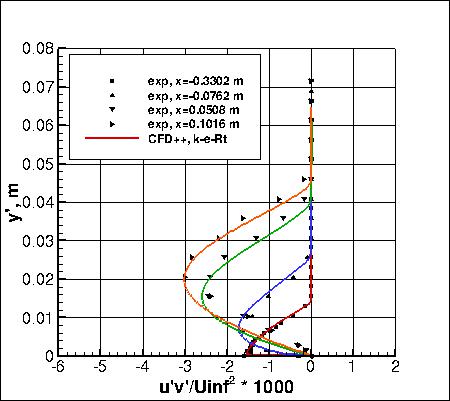 0.08
0.07
0.06
0.05
0.04
0.03
0.02
0.01
0
y', m
exp, x=-0.3302 m
exp, x=-0.0762 m
exp, x=0.0508 m
exp, x=0.1016 m
CFD++, k-e-Rt
-6 -5 -4 -3 -2 -1 0 1 2
u'v'/Uinf² * 1000